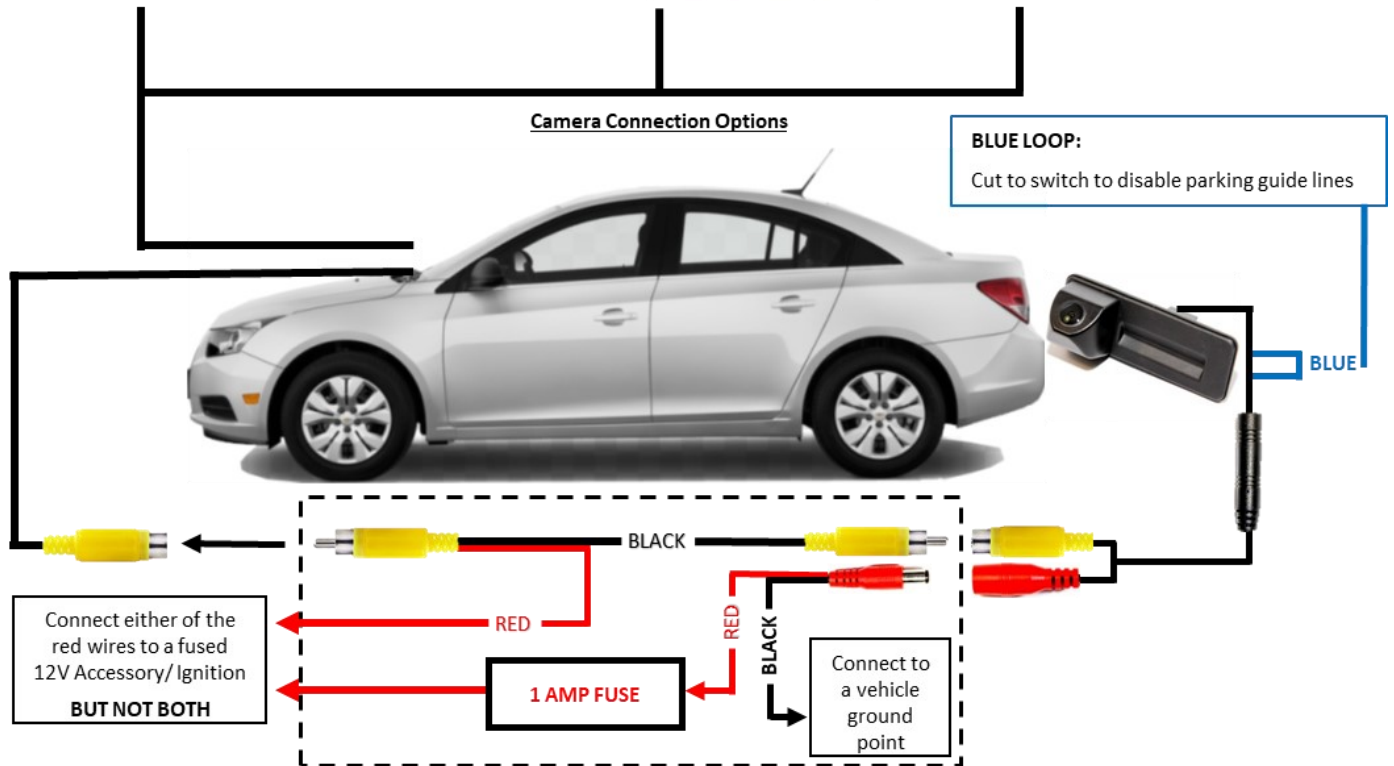 Camera Connection Options
BLUE LOOP:
Cut to switch to disable parking guide lines
BLUE
BLACK
Connect either of the
red wires to a fused
12V Accessory/ Ignition
BUT NOT BOTH
RED
RED
BLACK
1 AMP FUSE
Connect to
a vehicle
ground
point